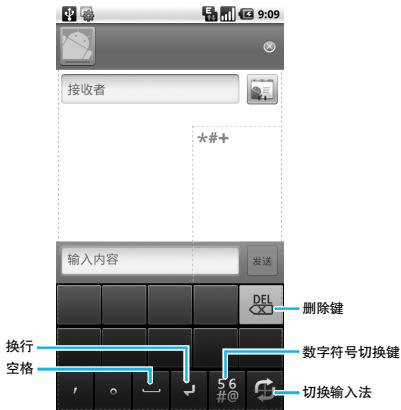 9:09
接收者
*#+
输入内容
发送
DEL
删除键
换行
数字符号切换键
空格
, 。 56
#@
切换输入法